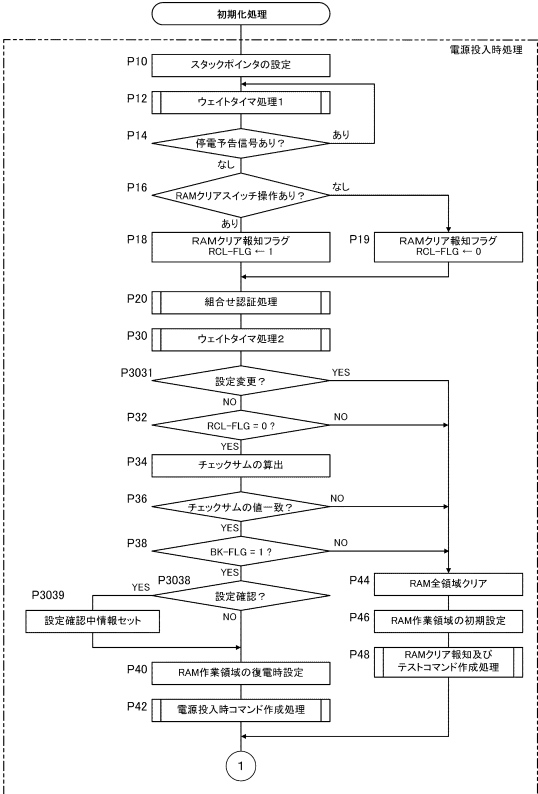 初期化処理
電源投入時処理
P10
スタックポインタの設定
P12
ウェイトタイマ処理1
P14
停電予告信号あり？
あり
なし
P16
RAMクリアスイッチ操作あり？
なし
あり
P18
RAMクリア報知フラグ
RCL-FLG ← 1
P19
RAMクリア報知フラグ
RCL-FLG ← 0
P20
組合せ認証処理
P30
ウェイトタイマ処理2
P3031
設定変更？
YES
NO
P32
RCL-FLG = 0？
NO
YES
P34
チェックサムの算出
P36
チェックサムの値一致？
NO
YES
P38
BK-FLG = 1？
NO
YES
P3038
設定確認？
YES
NO
P3039
設定確認中情報セット
P44
RAM全領域クリア
P46
RAM作業領域の初期設定
P48
RAMクリア報知及び
テストコマンド作成処理
P40
RAM作業領域の復電時設定
P42
電源投入時コマンド作成処理
1